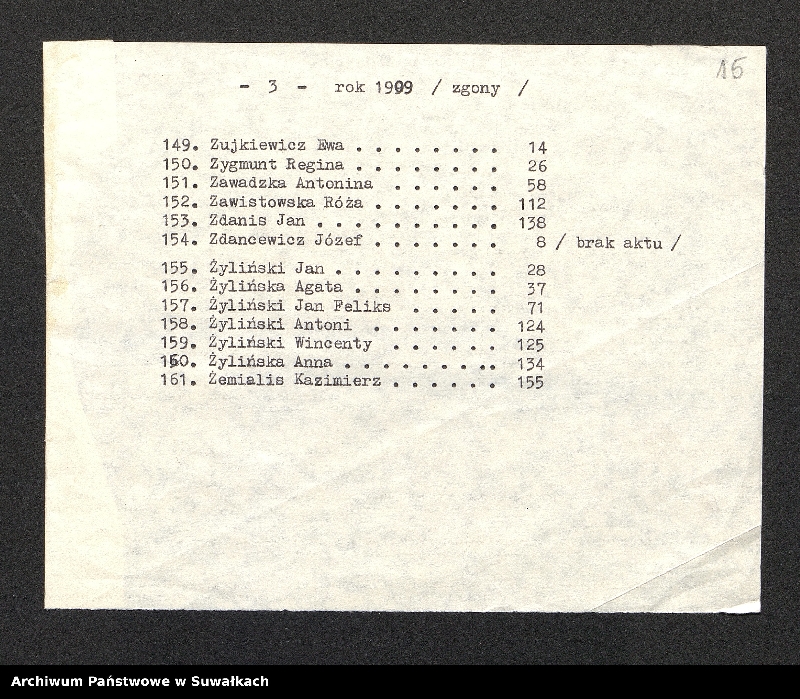 15
- 3 - rok 1909 / zgony /
149. Zujkiewicz Ewa . . . . . . . . 14
150. Zygmunt Regina . . . . . . . . 26
151. Zawadzka Antonina . . . . . . 58
152. Zawistowska Róża . . . . . . . 112
153. Zdanis Jan . . . . . . . . . . 138
154. Zdancewicz Józef . . . . . . . 8 / brak aktu /
155. Żyliński Jan . . . . . . . . . 28
156. Żylińska Agata . . . . . . . . 37
157. Żyliński Jan Feliks . . . . . 71
158. Żyliński Antoni . . . . . . . 124
159. Żyliński Wincenty . . . . . . 125
160. Żylińska Anna . . . . . . . . .. 134
161. Żemialis Kazimierz . . . . . . 155
Archiwum Państwowe w Suwałkach